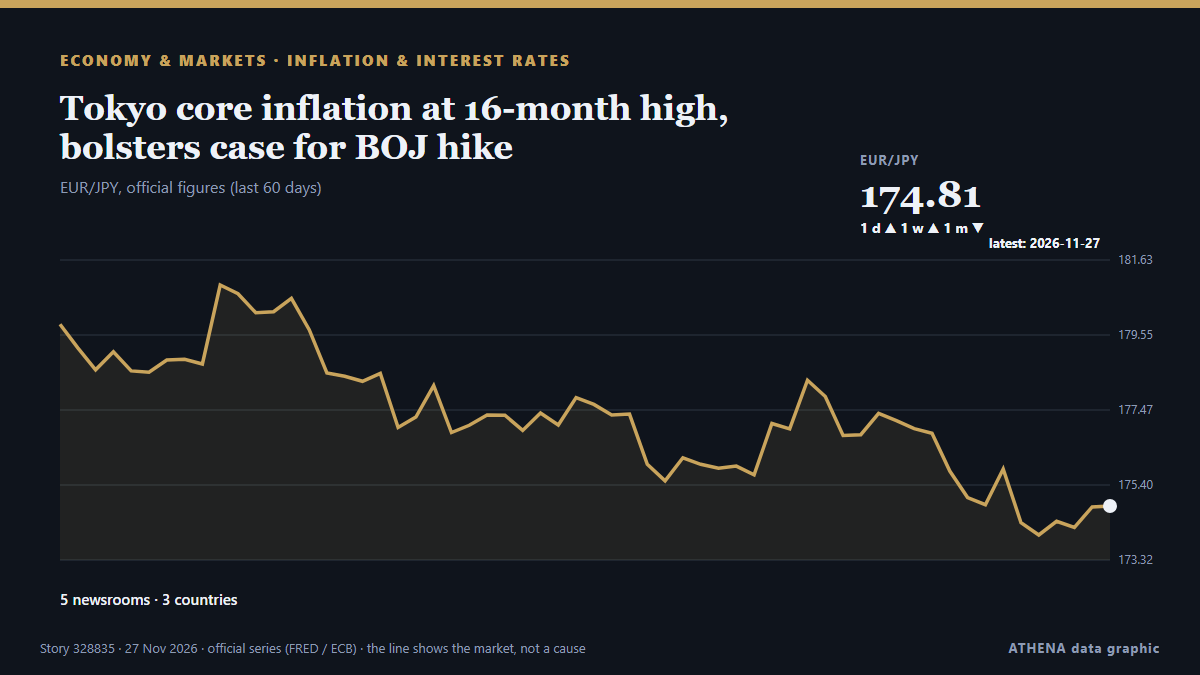 ECONOMY & MARKETS · INFLATION & INTEREST RATES
Tokyo core inflation at 16-month high,
bolsters case for BOJ hike
EUR/JPY, official figures (last 60 days)
EUR/JPY
174.81
1 d ▲ 1 w ▲ 1 m ▼
latest: 2026-11-27
181.63
179.55
177.47
175.40
173.32
5 newsrooms · 3 countries
Story 328835 · 27 Nov 2026 · official series (FRED / ECB) · the line shows the market, not a cause
ATHENA data graphic